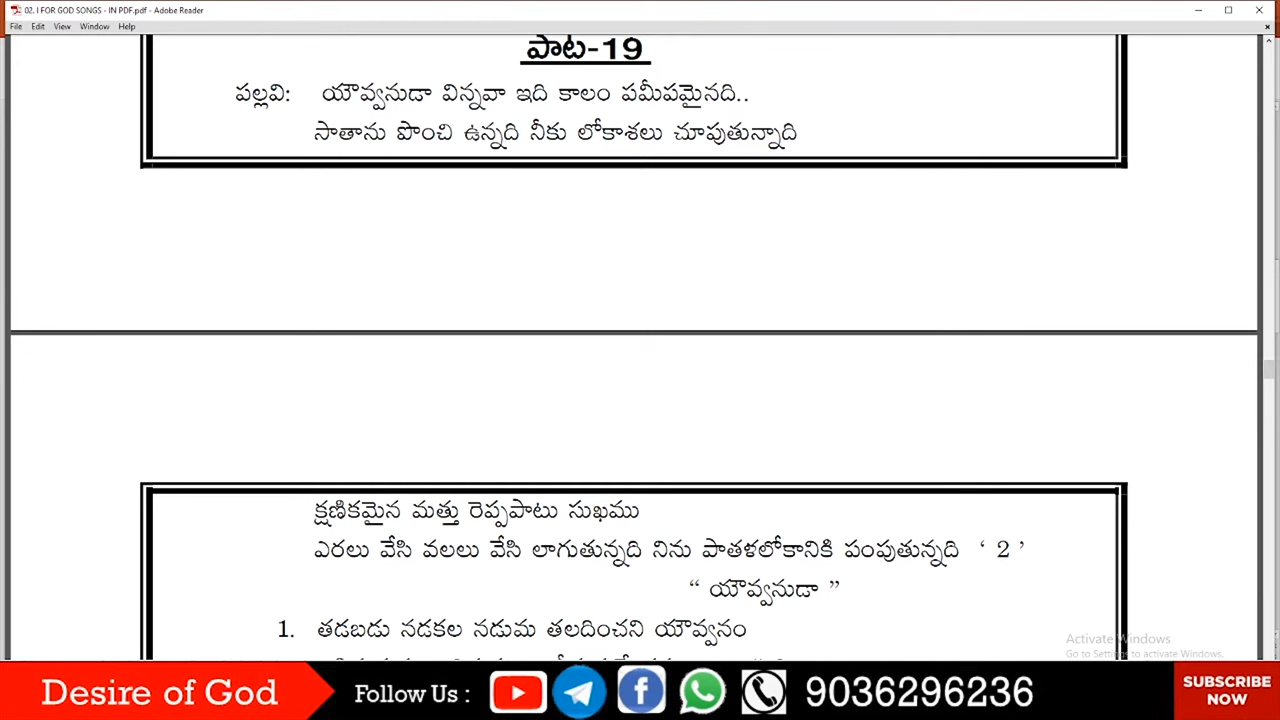 02. I FOR GOD SONGS - IN PDF.pdf - Adobe Reader
File Edit View Window Help
పాట-19
పల్లవి: యౌవ్వనుడా విన్నవా ఇది కాలం పమీపమైనది..
సాతాను పొంచి ఉన్నది నీకు లోకాశలు చూపుతున్నాది
క్షణికమైన మత్తు రెప్పపాటు సుఖము
ఎరలు వేసి వలలు వేసి లాగుతున్నది నిను పాతళలోకానికి పంపుతున్నది ‘ 2 ’
“ యౌవ్వనుడా ”
1. తడబడు నడకల నడుమ తలదించని యౌవ్వనం
Activate Windows
Go to Settings to activate Windows.
Desire of God
Follow Us :
9036296236
SUBSCRIBE
NOW